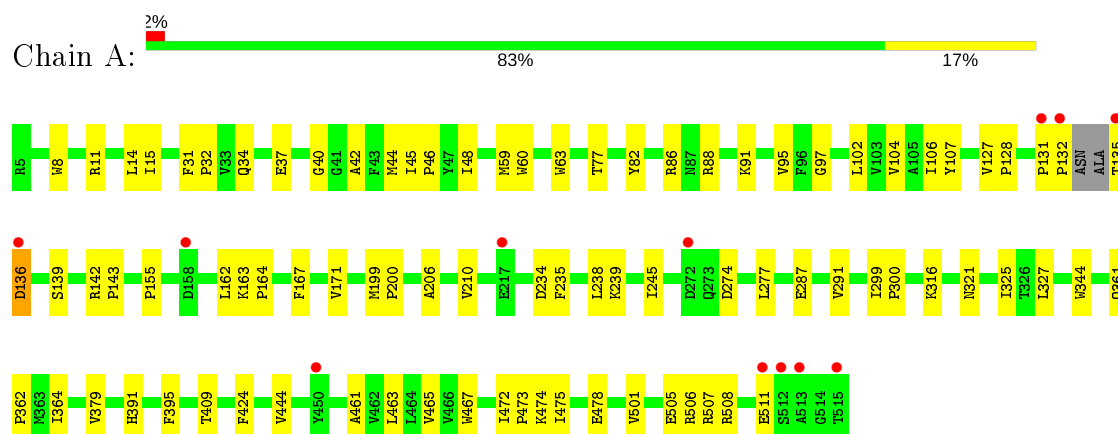 2%
Chain A:
83% 17%
R5 W8 R11 L14 I15 F31 P32 V33 Q34 E37 G40 G41 A42 F43 M44 I45 P46 Y47 I48 M59 W60 W63 T77 Y82 R86 N87 R88 K91 V95 F96 G97 L102 V103 V104 A105 I106 Y107 V127 P128 P131 P132 ASN ALA T135
D136 S139 R142 P143 P155 D158 L162 K163 P164 F167 V171 M199 P200 A206 V210 E217 D234 F235 L238 K239 I245 D272 Q273 D274 L277 E287 V291 I299 P300 K316 N321 I325 T326 L327 W344 Q361
P362 M363 I364 V379 H391 F395 T409 F424 V444 Y450 A461 V462 L463 L464 V465 V466 W467 I472 P473 K474 I475 E478 V501 E505 R506 R507 R508 E511 S512 A513 G514 T515